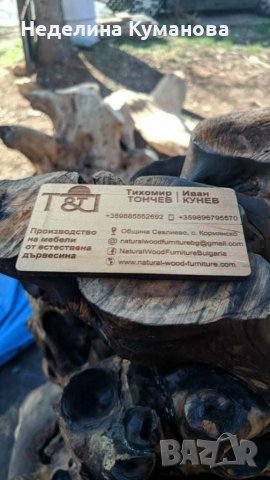 Неделина Куманова
T&I
Тихомир ТОНЧЕВ
Иван КУНЕВ
+359885552692
+359896795570
Производство
на мебели
от естествена
дървесина
Община Севлиево, с. Кормянско
naturalwoodfurniturebg@gmail.com
NaturalWoodFurnitureBulgaria
www.natural-wood-furniture.com
BAZAR